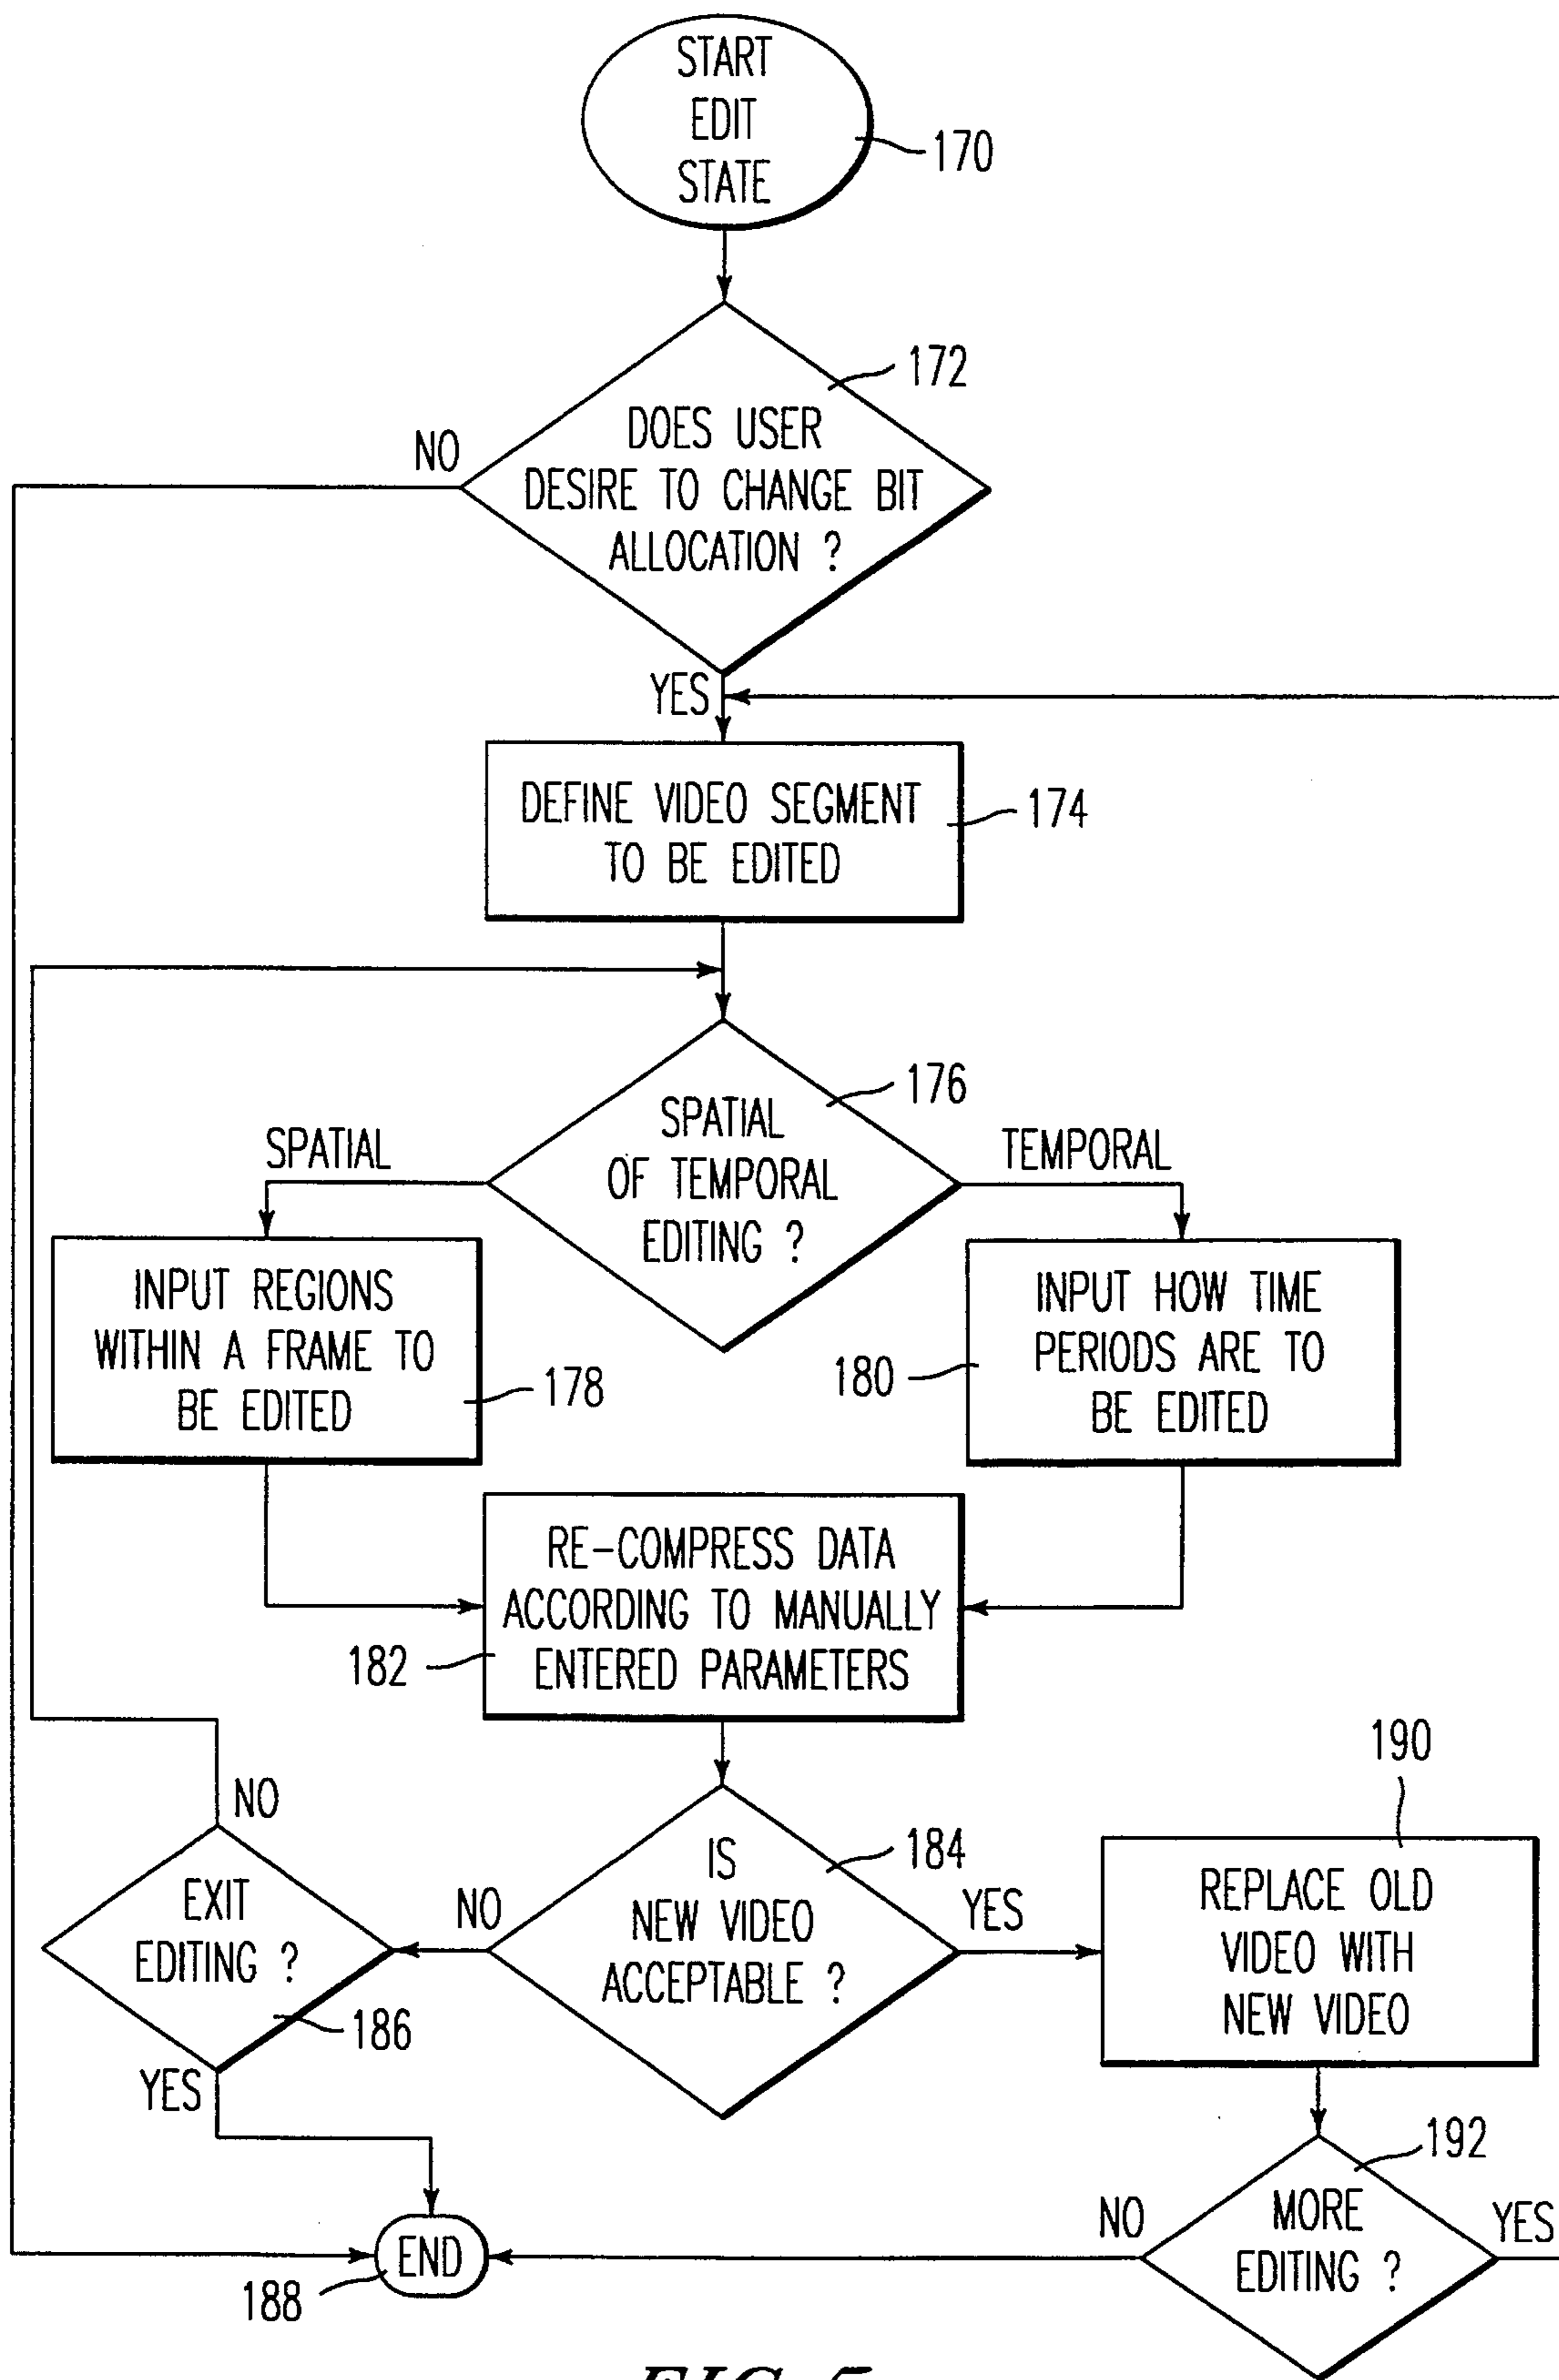 START
EDIT
STATE
170
172
DOES USER
DESIRE TO CHANGE BIT
ALLOCATION ?
NO
YES
DEFINE VIDEO SEGMENT
TO BE EDITED
174
176
SPATIAL
OF TEMPORAL
EDITING ?
SPATIAL
TEMPORAL
INPUT REGIONS
WITHIN A FRAME TO
BE EDITED
178
INPUT HOW TIME
PERIODS ARE TO
BE EDITED
180
RE-COMPRESS DATA
ACCORDING TO MANUALLY
ENTERED PARAMETERS
182
IS
NEW VIDEO
ACCEPTABLE ?
184
NO
YES
EXIT
EDITING ?
186
NO
YES
190
REPLACE OLD
VIDEO WITH
NEW VIDEO
192
MORE
EDITING ?
NO
YES
END
188